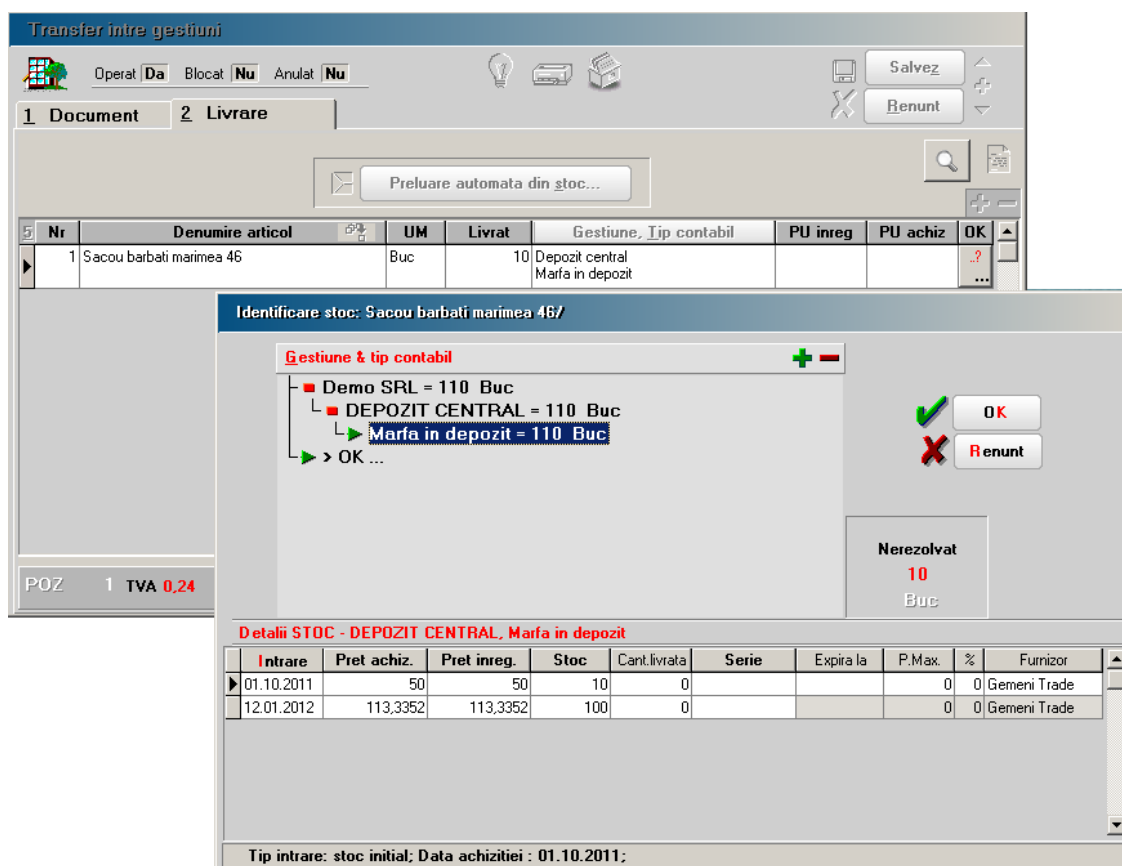 Transfer intre gestiuni
Operat Da Blocat Nu Anulat Nu
Salvez
Renunt
1 Document 2 Livrare
Preluare automata din stoc...
5 Nr Denumire articol UM Livrat Gestiune, Tip contabil PU inreg PU achiz OK
1 Sacou barbati marimea 46 Buc 10 Depozit central ..?
Marfa in depozit ...
POZ 1 TVA 0,24
Identificare stoc: Sacou barbati marimea 46/
Gestiune & tip contabil
Demo SRL = 110 Buc
DEPOZIT CENTRAL = 110 Buc
Marfa in depozit = 110 Buc
> OK ...
OK
Renunt
Nerezolvat
10
Buc
Detalii STOC - DEPOZIT CENTRAL, Marfa in depozit
Intrare Pret achiz. Pret inreg. Stoc Cant.livrata Serie Expira la P.Max. % Furnizor
01.10.2011 50 50 10 0 0 0 Gemeni Trade
12.01.2012 113,3352 113,3352 100 0 0 0 Gemeni Trade
Tip intrare: stoc initial; Data achizitiei : 01.10.2011;